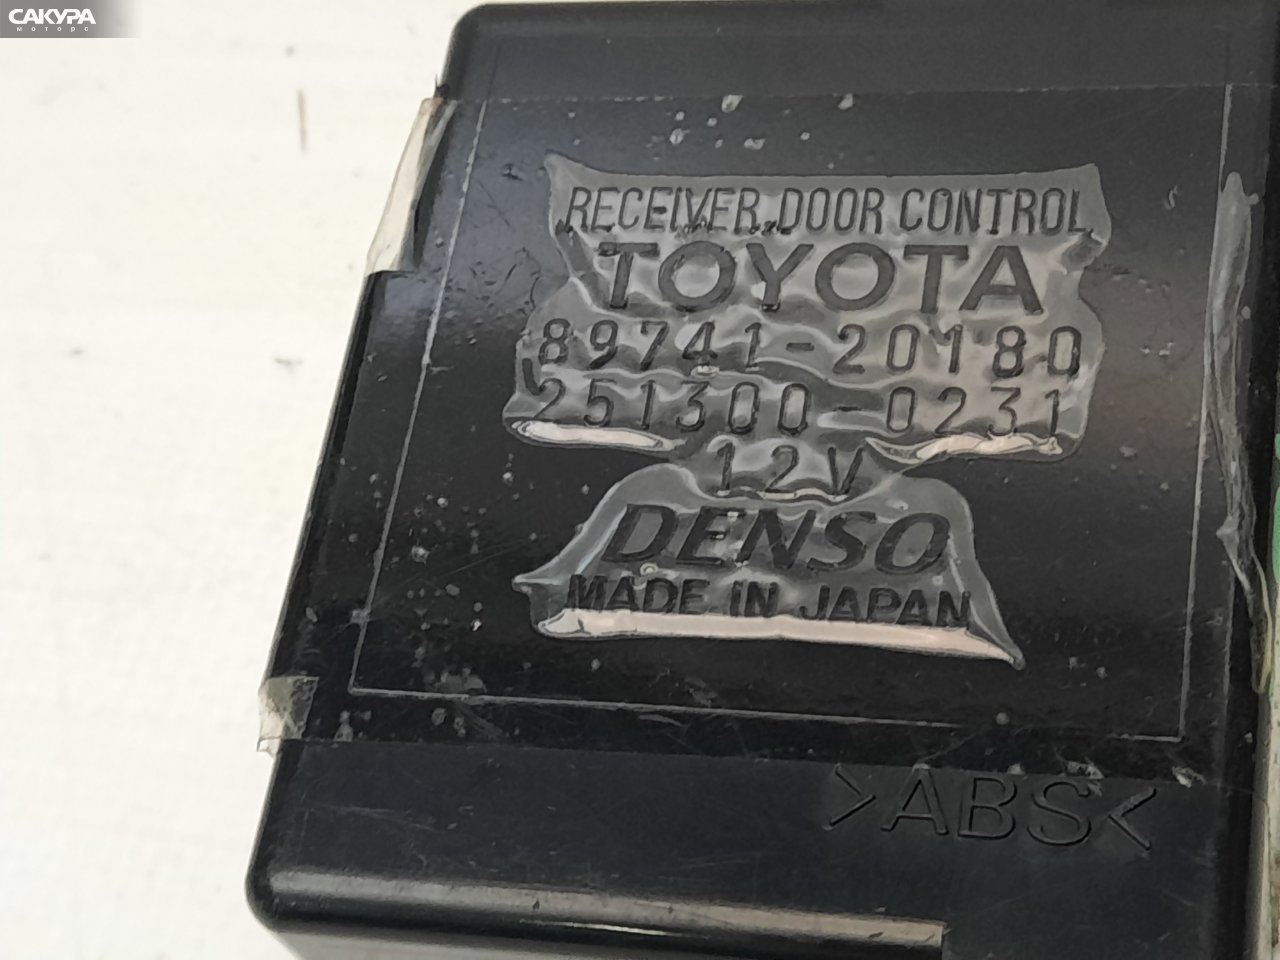 САКУРА
МОТОРС
RECEIVER, DOOR CONTROL
TOYOTA
89741-20180
251300-0231
12V
DENSO
MADE IN JAPAN
>ABS<